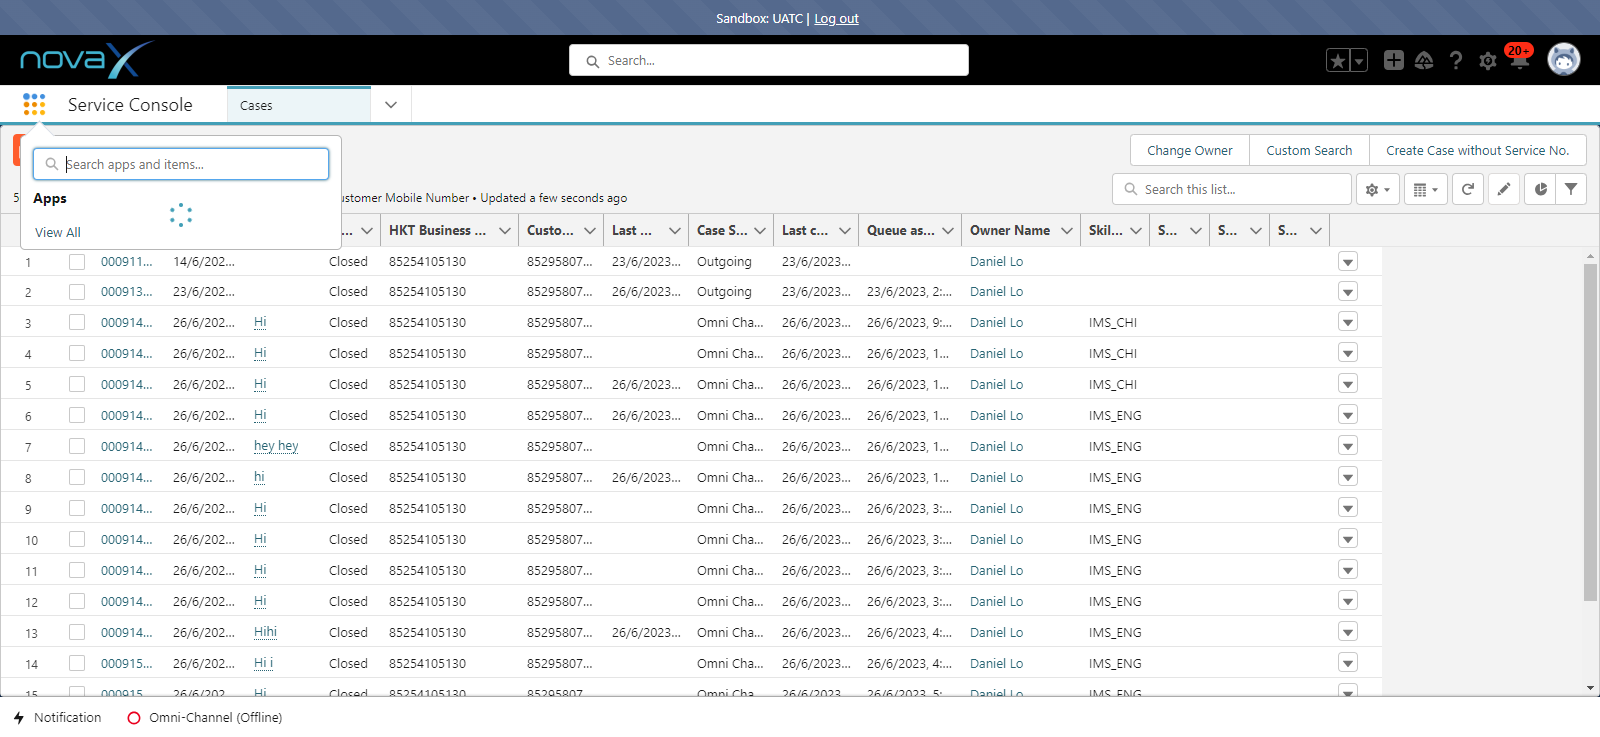 Sandbox: UATC | Log out
novaX Search... 20+
Service Console Cases
Search apps and items...
Apps
View All
Change Owner Custom Search Create Case without Service No.
5 ustomer Mobile Number • Updated a few seconds ago Search this list...
... HKT Business ... Custo... Last ... Case S... Last c... Queue as... Owner Name Skil... S... S... S...
1 000911... 14/6/202... Closed 85254105130 85295807... 23/6/2023... Outgoing 23/6/2023... Daniel Lo
2 000913... 23/6/202... Closed 85254105130 85295807... 26/6/2023... Outgoing 23/6/2023... 23/6/2023, 2:... Daniel Lo
3 000914... 26/6/202... Hi Closed 85254105130 85295807... Omni Cha... 26/6/2023... 26/6/2023, 9:... Daniel Lo IMS_CHI
4 000914... 26/6/202... Hi Closed 85254105130 85295807... Omni Cha... 26/6/2023... 26/6/2023, 1... Daniel Lo IMS_CHI
5 000914... 26/6/202... Hi Closed 85254105130 85295807... 26/6/2023... Omni Cha... 26/6/2023... 26/6/2023, 1... Daniel Lo IMS_CHI
6 000914... 26/6/202... Hi Closed 85254105130 85295807... 26/6/2023... Omni Cha... 26/6/2023... 26/6/2023, 1... Daniel Lo IMS_ENG
7 000914... 26/6/202... hey hey Closed 85254105130 85295807... Omni Cha... 26/6/2023... 26/6/2023, 1... Daniel Lo IMS_ENG
8 000914... 26/6/202... hi Closed 85254105130 85295807... 26/6/2023... Omni Cha... 26/6/2023... 26/6/2023, 1... Daniel Lo IMS_ENG
9 000914... 26/6/202... Hi Closed 85254105130 85295807... Omni Cha... 26/6/2023... 26/6/2023, 3:... Daniel Lo IMS_ENG
10 000914... 26/6/202... Hi Closed 85254105130 85295807... Omni Cha... 26/6/2023... 26/6/2023, 3:... Daniel Lo IMS_ENG
11 000914... 26/6/202... Hi Closed 85254105130 85295807... Omni Cha... 26/6/2023... 26/6/2023, 3:... Daniel Lo IMS_ENG
12 000914... 26/6/202... Hi Closed 85254105130 85295807... Omni Cha... 26/6/2023... 26/6/2023, 3:... Daniel Lo IMS_ENG
13 000914... 26/6/202... Hihi Closed 85254105130 85295807... 26/6/2023... Omni Cha... 26/6/2023... 26/6/2023, 4:... Daniel Lo IMS_ENG
14 000915... 26/6/202... Hi i Closed 85254105130 85295807... Omni Cha... 26/6/2023... 26/6/2023, 4:... Daniel Lo IMS_ENG
15 000915... 26/6/202... Hi Closed 85254105130 85295807... Omni Cha... 26/6/2023... 26/6/2023, 5:... Daniel Lo IMS_ENG
Notification Omni-Channel (Offline)